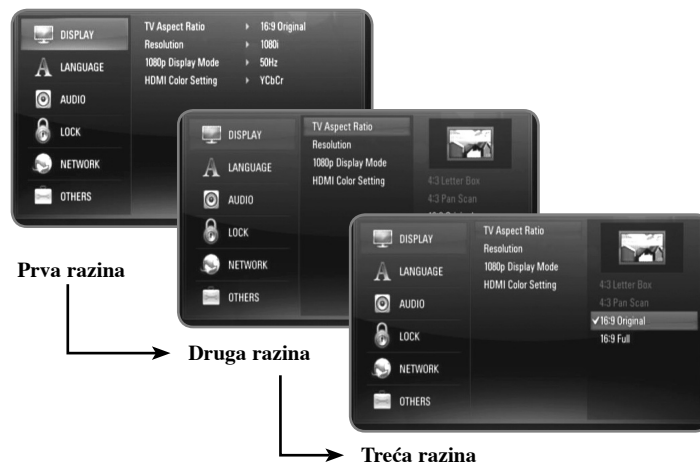 DISPLAY
LANGUAGE
AUDIO
LOCK
NETWORK
OTHERS
TV Aspect Ratio 16:9 Original
Resolution 1080i
1080p Display Mode 50Hz
HDMI Color Setting YCbCr
Prva razina
DISPLAY
LANGUAGE
AUDIO
LOCK
NETWORK
OTHERS
TV Aspect Ratio
Resolution
1080p Display Mode
HDMI Color Setting
4:3 Letter Box
4:3 Pan Scan
Druga razina
DISPLAY
LANGUAGE
AUDIO
LOCK
NETWORK
OTHERS
TV Aspect Ratio
Resolution
1080p Display Mode
HDMI Color Setting
4:3 Letter Box
4:3 Pan Scan
✓16:9 Original
16:9 Full
Treća razina